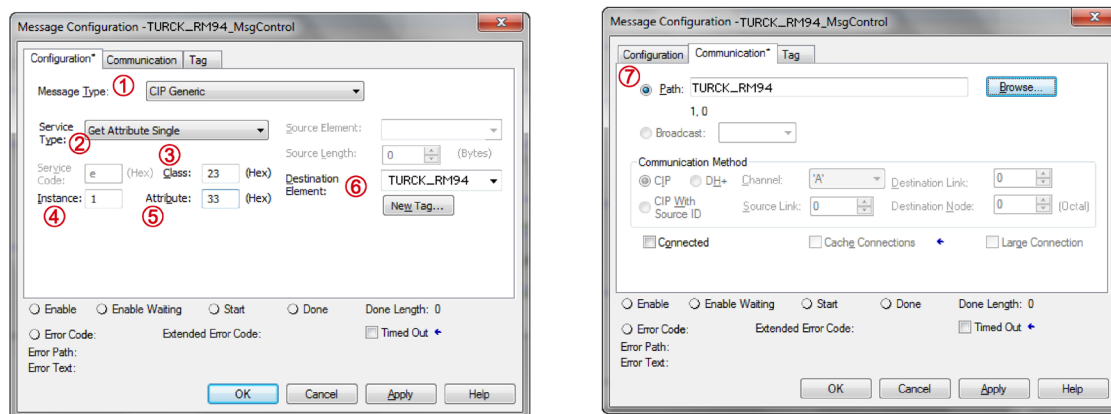 Message Configuration -TURCK_RM94_MsgControl
Configuration* Communication Tag
Message Type: ① CIP Generic
Service Type: ② Get Attribute Single
Source Element:
③ Source Length: 0 (Bytes)
Service Code: e (Hex) Class: 23 (Hex) Destination Element: ⑥ TURCK_RM94
Instance: 1 Attribute: 33 (Hex) New Tag...
④ ⑤
Enable Enable Waiting Start Done Done Length: 0
Error Code: Extended Error Code: Timed Out ←
Error Path:
Error Text:
OK Cancel Apply Help
Message Configuration -TURCK_RM94_MsgControl
Configuration Communication* Tag
⑦ Path: TURCK_RM94 Browse...
1, 0
Broadcast:
Communication Method
CIP DH+ Channel: 'A' Destination Link: 0
CIP With Source ID Source Link: 0 Destination Node: 0 (Octal)
Connected Cache Connections ← Large Connection
Enable Enable Waiting Start Done Done Length: 0
Error Code: Extended Error Code: Timed Out ←
Error Path:
Error Text:
OK Cancel Apply Help